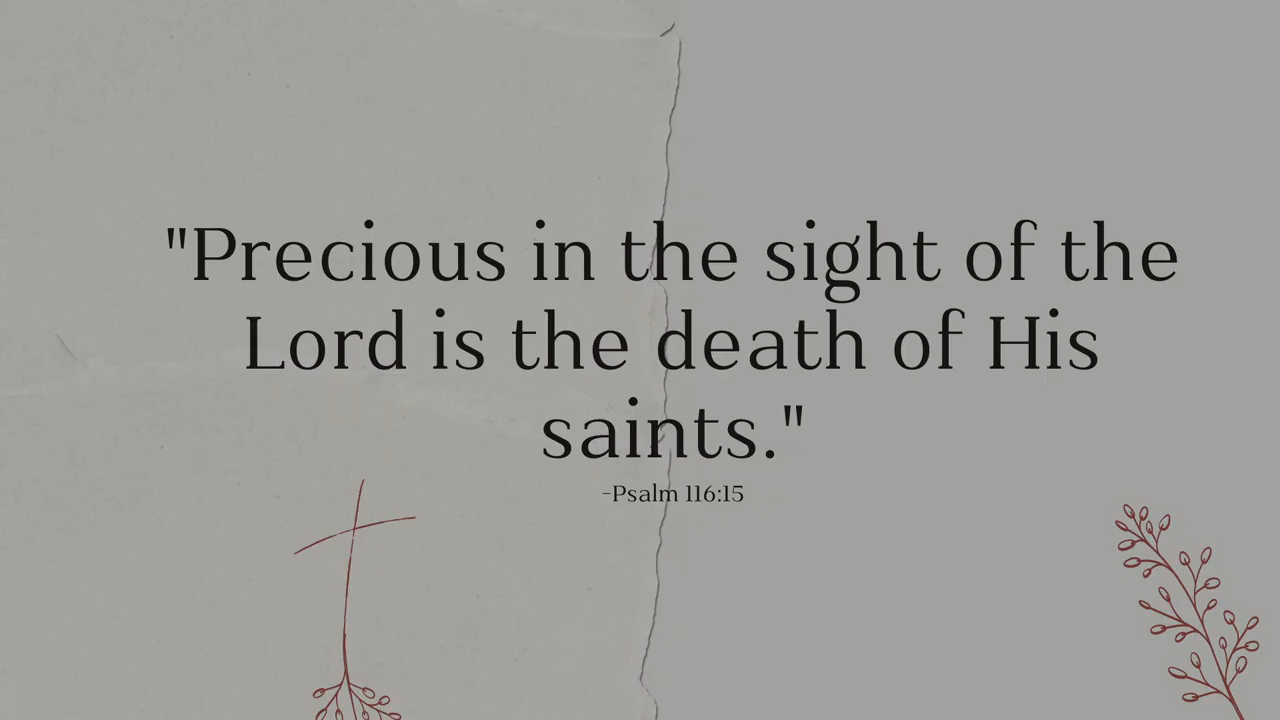 "Precious in the sight of the
Lord is the death of His
saints."
-Psalm 116:15